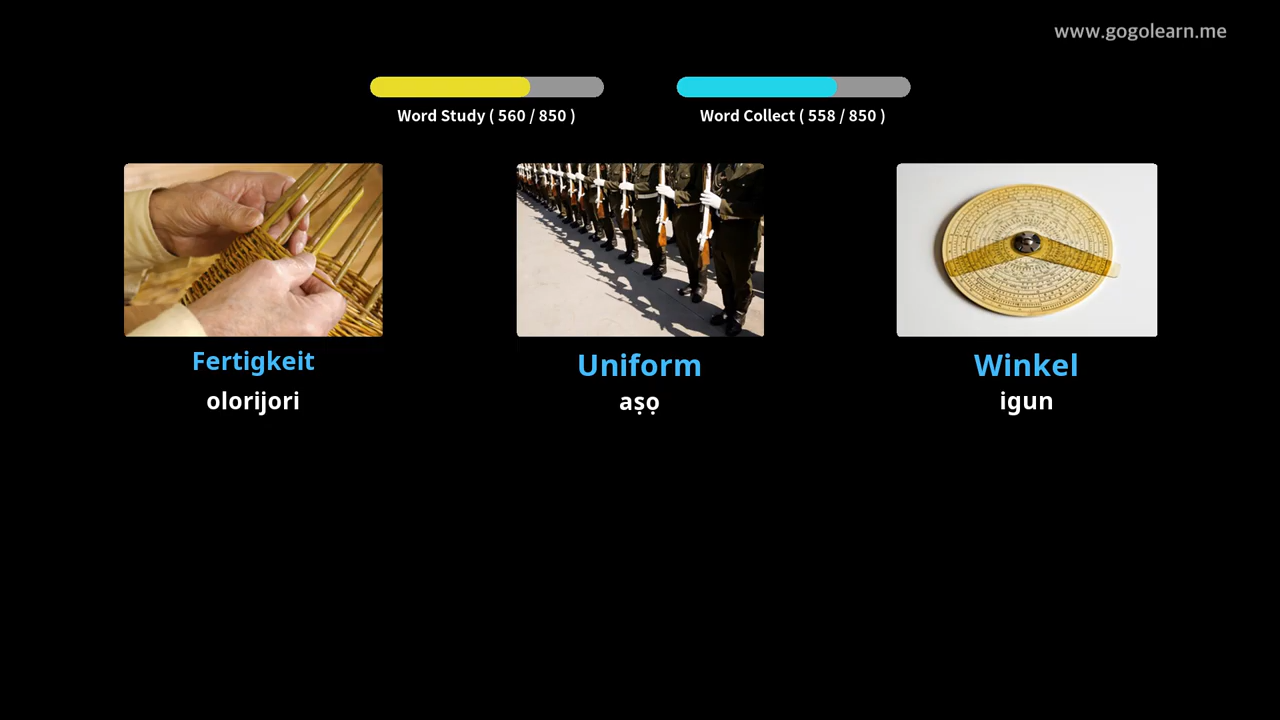 www.gogolearn.me
Word Study ( 560 / 850 )
Word Collect ( 558 / 850 )
Fertigkeit
olorijori
Uniform
aṣọ
Winkel
igun